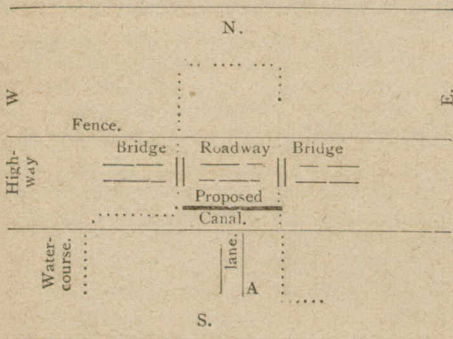 N.
W
E.
Fence.
Bridge Roadway Bridge
High-
way
Proposed
Canal.
Water-
course.
lane.
A
S.